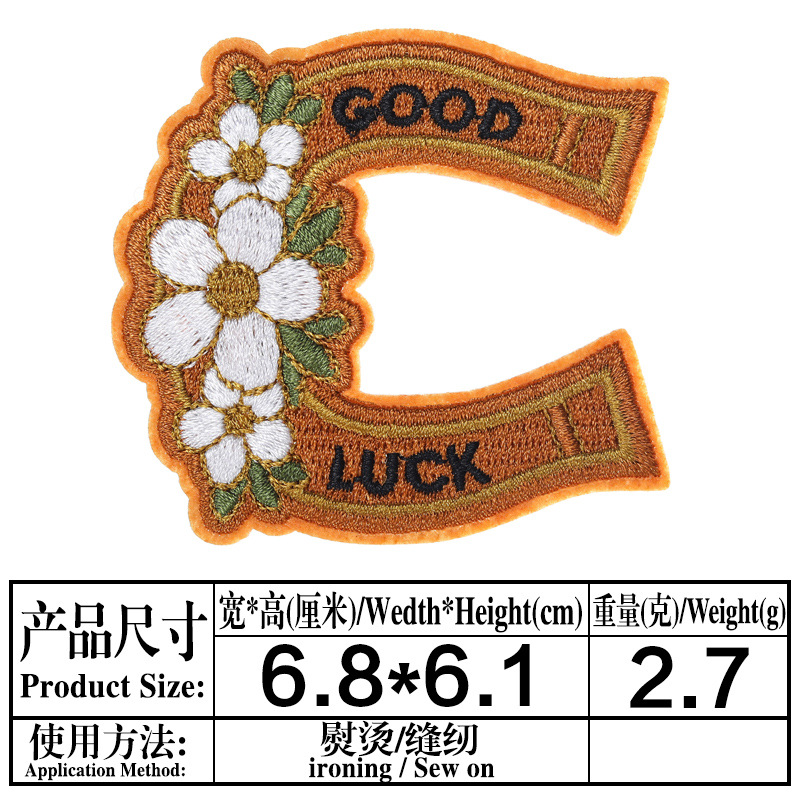 GOOD
LUCK
产品尺寸
Product Size:
宽*高(厘米)/Wedth*Height(cm)
重量(克)/Weight(g)
6.8*6.1
2.7
使用方法:
Application Method:
熨烫/缝纫
ironing / Sew on